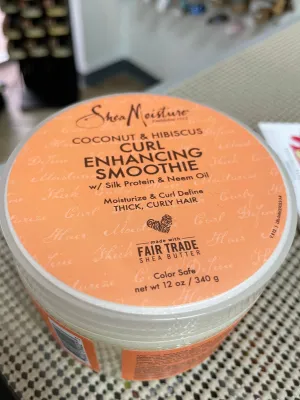 SheaMoisture
COCONUT & HIBISCUS
CURL
ENHANCING
SMOOTHIE
w/ Silk Protein & Neem Oil
Moisturize & Curl Define
THICK, CURLY HAIR
made with
FAIR TRADE
SHEA BUTTER
Color Safe
net wt 12 oz / 340 g